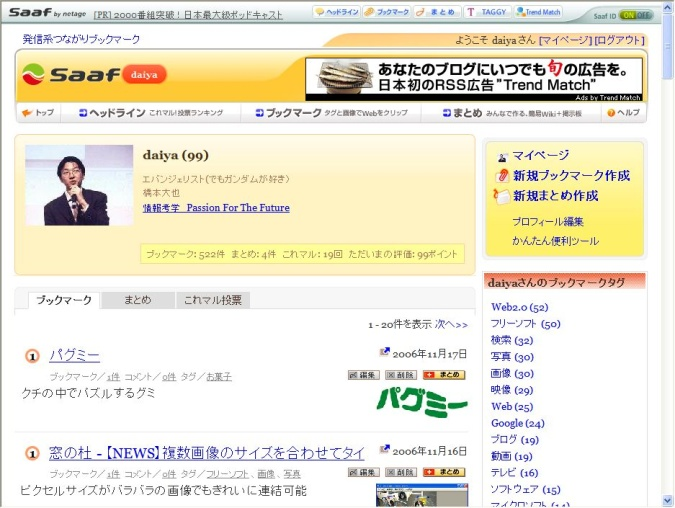 Saaf by netage [PR] 2000番組突破！日本最大級ポッドキャスト ヘッドライン ブックマーク まとめ TAGGY Trend Match Saaf ID ON OFF
発信系つながりブックマーク ようこそ daiya さん [マイページ] [ログアウト]
Saaf daiya
あなたのブログにいつでも旬の広告を。
日本初のRSS広告"Trend Match"
Ads by Trend Match
トップ ヘッドライン これマル!投票ランキング ブックマーク タグと画像でWebをクリップ まとめ みんなで作る、簡易Wiki+掲示板 ヘルプ
daiya (99)
エバンジェリスト(でもガンダムが好き)
橋本大也
情報考学 Passion For The Future
ブックマーク: 522件 まとめ: 4件 これマル: 19回 ただいまの評価: 99ポイント
マイページ
新規ブックマーク作成
新規まとめ作成
プロフィール編集
かんたん便利ツール
ブックマーク まとめ これマル投票
1 - 20件を表示 次へ>>
1 パグミー 2006年11月17日
ブックマーク／1件 コメント／0件 タグ／お菓子 編集 削除 まとめ
クチの中でパズルするグミ
パグミー
1 窓の杜 - 【NEWS】複数画像のサイズを合わせてタイ 2006年11月16日
ブックマーク／1件 コメント／0件 タグ／フリーソフト、画像、写真 編集 削除 まとめ
ピクセルサイズがバラバラの画像でもきれいに連結可能
daiyaさんのブックマークタグ
Web2.0 (52)
フリーソフト (50)
検索 (32)
写真 (30)
画像 (30)
映像 (29)
Web (25)
Google (24)
ブログ (19)
動画 (19)
テレビ (16)
ソフトウェア (15)
マイクロソフト (14)